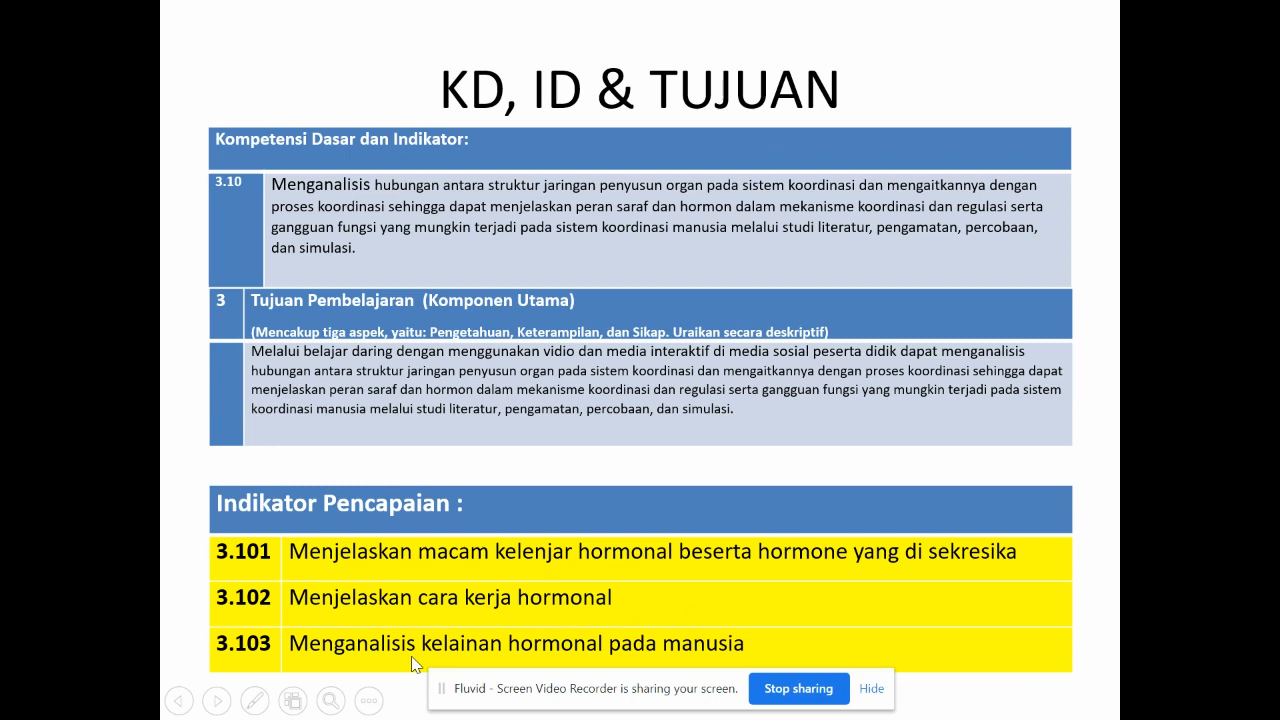 KD, ID & TUJUAN
Kompetensi Dasar dan Indikator:
3.10
Menganalisis hubungan antara struktur jaringan penyusun organ pada sistem koordinasi dan mengaitkannya dengan
proses koordinasi sehingga dapat menjelaskan peran saraf dan hormon dalam mekanisme koordinasi dan regulasi serta
gangguan fungsi yang mungkin terjadi pada sistem koordinasi manusia melalui studi literatur, pengamatan, percobaan,
dan simulasi.
3 Tujuan Pembelajaran (Komponen Utama)
(Mencakup tiga aspek, yaitu: Pengetahuan, Keterampilan, dan Sikap. Uraikan secara deskriptif)
Melalui belajar daring dengan menggunakan vidio dan media interaktif di media sosial peserta didik dapat menganalisis
hubungan antara struktur jaringan penyusun organ pada sistem koordinasi dan mengaitkannya dengan proses koordinasi sehingga dapat
menjelaskan peran saraf dan hormon dalam mekanisme koordinasi dan regulasi serta gangguan fungsi yang mungkin terjadi pada sistem
koordinasi manusia melalui studi literatur, pengamatan, percobaan, dan simulasi.
Indikator Pencapaian :
3.101 Menjelaskan macam kelenjar hormonal beserta hormone yang di sekresika
3.102 Menjelaskan cara kerja hormonal
3.103 Menganalisis kelainan hormonal pada manusia
Fluvid - Screen Video Recorder is sharing your screen. Stop sharing Hide